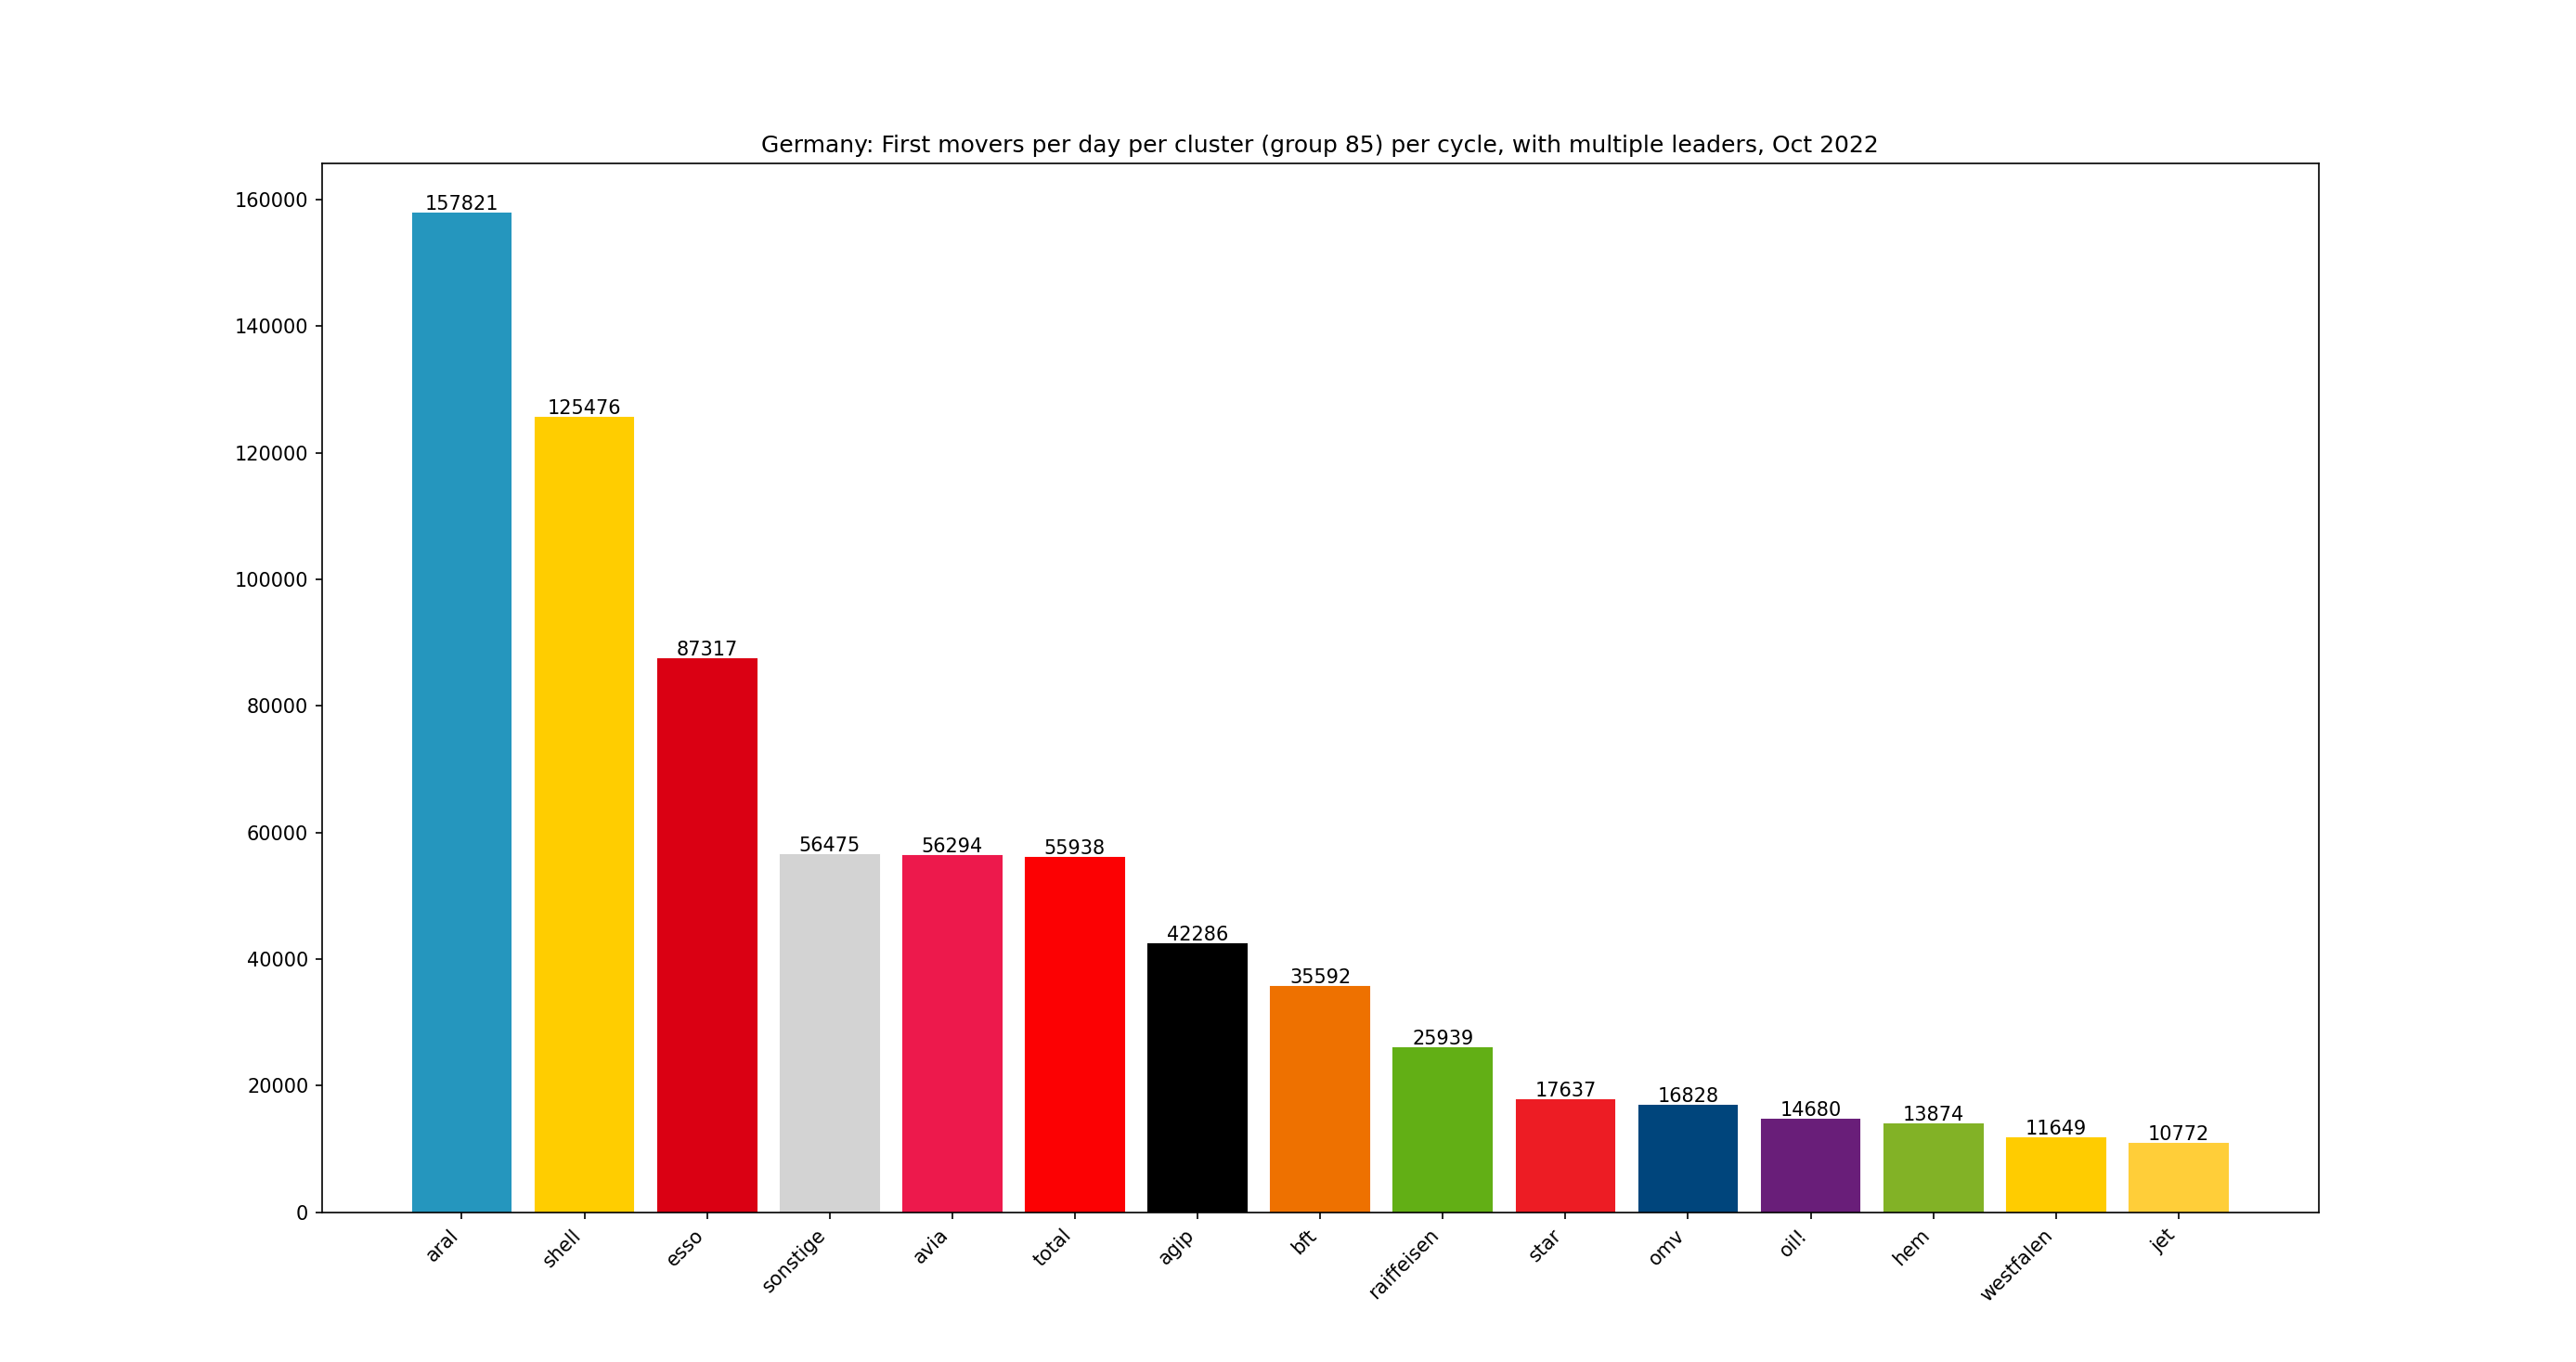 Germany: First movers per day per cluster (group 85) per cycle, with multiple leaders, Oct 2022
160000
140000
120000
100000
80000
60000
40000
20000
0
157821
125476
87317
56475
56294
55938
42286
35592
25939
17637
16828
14680
13874
11649
10772
aral
shell
esso
sonstige
avia
total
agip
bft
raiffeisen
star
omv
oil!
hem
westfalen
jet